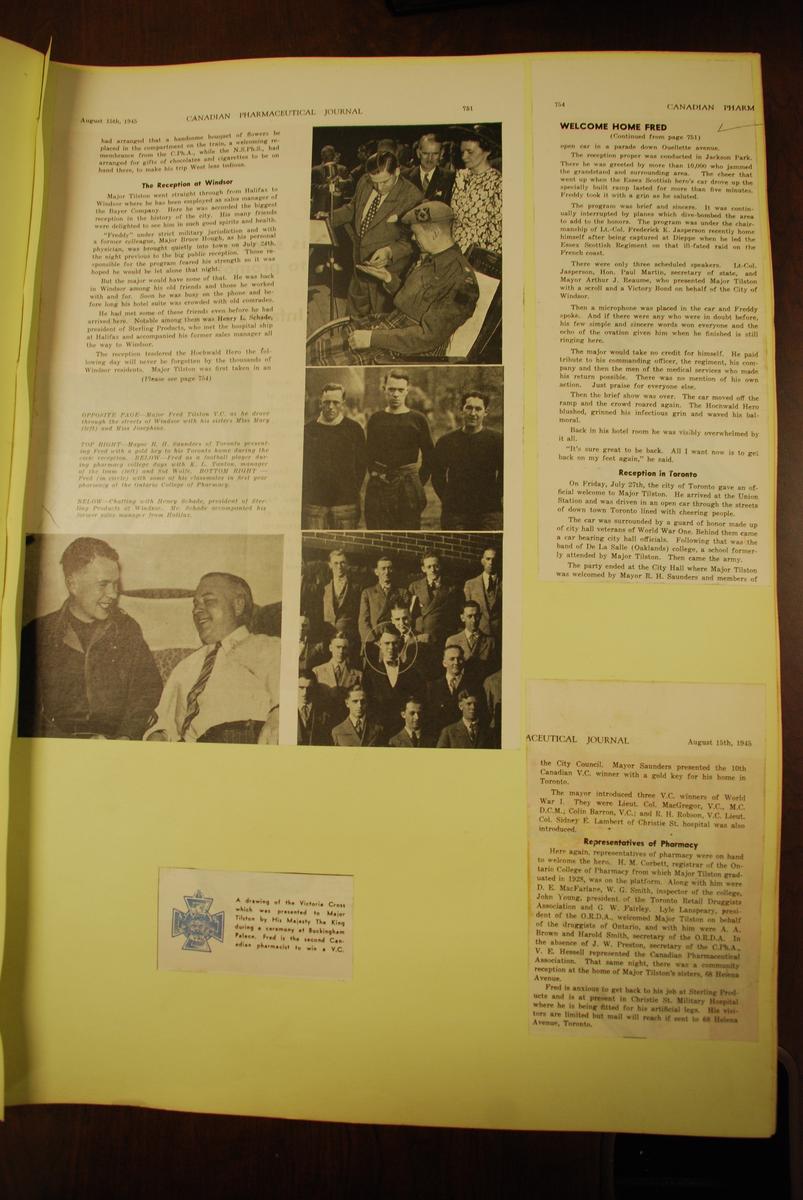 August 15th, 1945
CANADIAN PHARMACEUTICAL JOURNAL
751
had arranged that a handsome bouquet of flowers be
placed in the compartment on the train, a welcoming re-
membrance from the C.Ph.A., while the N.S.Ph.S., had
arranged for gifts of chocolates and cigarettes to be on
hand there, to make his trip West less tedious.
The Reception at Windsor
Major Tilston went straight through from Halifax to
Windsor where he has been employed as sales manager of
the Bayer Company. Here he was accorded the biggest
reception in the history of the city. His many friends
were delighted to see him in such good spirits and health.
"Freddy" under strict military jurisdiction and with
a former colleague, Major Bruce Hough, as his personal
physician, was brought quietly into town on July 24th,
the night previous to the big public reception. Those re-
sponsible for the program feared his strength so it was
hoped he would be let alone that night.
But the major would have none of that. He was back
in Windsor among his old friends and those he worked
with and for. Soon he was busy on the phone and be-
fore long his hotel suite was crowded with old comrades.
He had met some of these friends even before he had
arrived here. Notable among them was Henry L. Schade,
president of Sterling Products, who met the hospital ship
at Halifax and accompanied his former sales manager all
the way to Windsor.
The reception tendered the Hochwald Hero the fol-
lowing day will never be forgotten by the thousands of
Windsor residents. Major Tilston was first taken in an
(Please see page 754)
OPPOSITE PAGE—Major Fred Tilston V.C. as he drove
through the streets of Windsor with his sisters Miss Mary
(left) and Miss Josephine.
TOP RIGHT—Mayor R. H. Saunders of Toronto present-
ing Fred with a gold key to his Toronto home during the
civic reception. BELOW—Fred as a football player dur-
ing pharmacy college days with K. L. Tanton, manager
of the team (left) and Sid Wolfe. BOTTOM RIGHT—
Fred (in circle) with some of his classmates in first year
pharmacy at the Ontario College of Pharmacy.
BELOW—Chatting with Henry Schade, president of Ster-
ling Products at Windsor. Mr. Schade accompanied his
former sales manager from Halifax.
754
CANADIAN PHARM
WELCOME HOME FRED
(Continued from page 751)
open car in a parade down Ouellette avenue.
The reception proper was conducted in Jackson Park.
There he was greeted by more than 10,000 who jammed
the grandstand and surrounding area. The cheer that
went up when the Essex Scottish hero's car drove up the
specially built ramp lasted for more than five minutes.
Freddy took it with a grin as he saluted.
The program was brief and sincere. It was contin-
ually interrupted by planes which dive-bombed the area
to add to the honors. The program was under the chair-
manship of Lt.-Col. Frederick K. Jasperson recently home
himself after being captured at Dieppe when he led the
Essex Scottish Regiment on that ill-fated raid on the
French coast.
There were only three scheduled speakers. Lt.-Col.
Jasperson, Hon. Paul Martin, secretary of state, and
Mayor Arthur J. Reaume, who presented Major Tilston
with a scroll and a Victory Bond on behalf of the City of
Windsor.
Then a microphone was placed in the car and Freddy
spoke. And if there were any who were in doubt before,
his few simple and sincere words won everyone and the
echo of the ovation given him when he finished is still
ringing here.
The major would take no credit for himself. He paid
tribute to his commanding officer, the regiment, his com-
pany and then the men of the medical services who made
his return possible. There was no mention of his own
action. Just praise for everyone else.
Then the brief show was over. The car moved off the
ramp and the crowd roared again. The Hochwald Hero
blushed, grinned his infectious grin and waved his bal-
moral.
Back in his hotel room he was visibly overwhelmed by
it all.
"It's sure great to be back. All I want now is to get
back on my feet again," he said.
Reception in Toronto
On Friday, July 27th, the city of Toronto gave an of-
ficial welcome to Major Tilston. He arrived at the Union
Station and was driven in an open car through the streets
of down town Toronto lined with cheering people.
The car was surrounded by a guard of honor made up
of city hall veterans of World War One. Behind them came
a car bearing city hall officials. Following that was the
band of De La Salle (Oaklands) college, a school former-
ly attended by Major Tilston. Then came the army.
The party ended at the City Hall where Major Tilston
was welcomed by Mayor R. H. Saunders and members of
ACEUTICAL JOURNAL
August 15th, 1945
the City Council. Mayor Saunders presented the 10th
Canadian V.C. winner with a gold key for his home in
Toronto.
The mayor introduced three V.C. winners of World
War I. They were Lieut. Col. MacGregor, V.C., M.C.
D.C.M.; Colin Barron, V.C.; and R. H. Robson, V.C. Lieut.
Col. Sidney E. Lambert of Christie St. hospital was also
introduced.
Representatives of Pharmacy
Here again, representatives of pharmacy were on hand
to welcome the hero. H. M. Corbett, registrar of the On-
tario College of Pharmacy from which Major Tilston grad-
uated in 1928, was on the platform. Along with him were
D. E. MacFarlane, W. G. Smith, inspector of the college,
John Young, president of the Toronto Retail Druggists
Association and G. W. Fairley. Lyle Lanspeary, presi-
dent of the O.R.D.A., welcomed Major Tilston on behalf
of the druggists of Ontario, and with him were A. A.
Brown and Harold Smith, secretary of the O.R.D.A. In
the absence of J. W. Preston, secretary of the C.Ph.A.,
V. E. Hessell represented the Canadian Pharmaceutical
Association. That same night, there was a community
reception at the home of Major Tilston's sisters, 68 Helena
Avenue.
Fred is anxious to get back to his job at Sterling Prod-
ucts and is at present in Christie St. Military Hospital
where he is being fitted for his artificial legs. His visi-
tors are limited but mail will reach if sent to 68 Helena
Avenue, Toronto.
A drawing of the Victoria Cross
which was presented to Major
Tilston by His Majesty The King
during a ceremony at Buckingham
Palace. Fred is the second Can-
adian pharmacist to win a V.C.